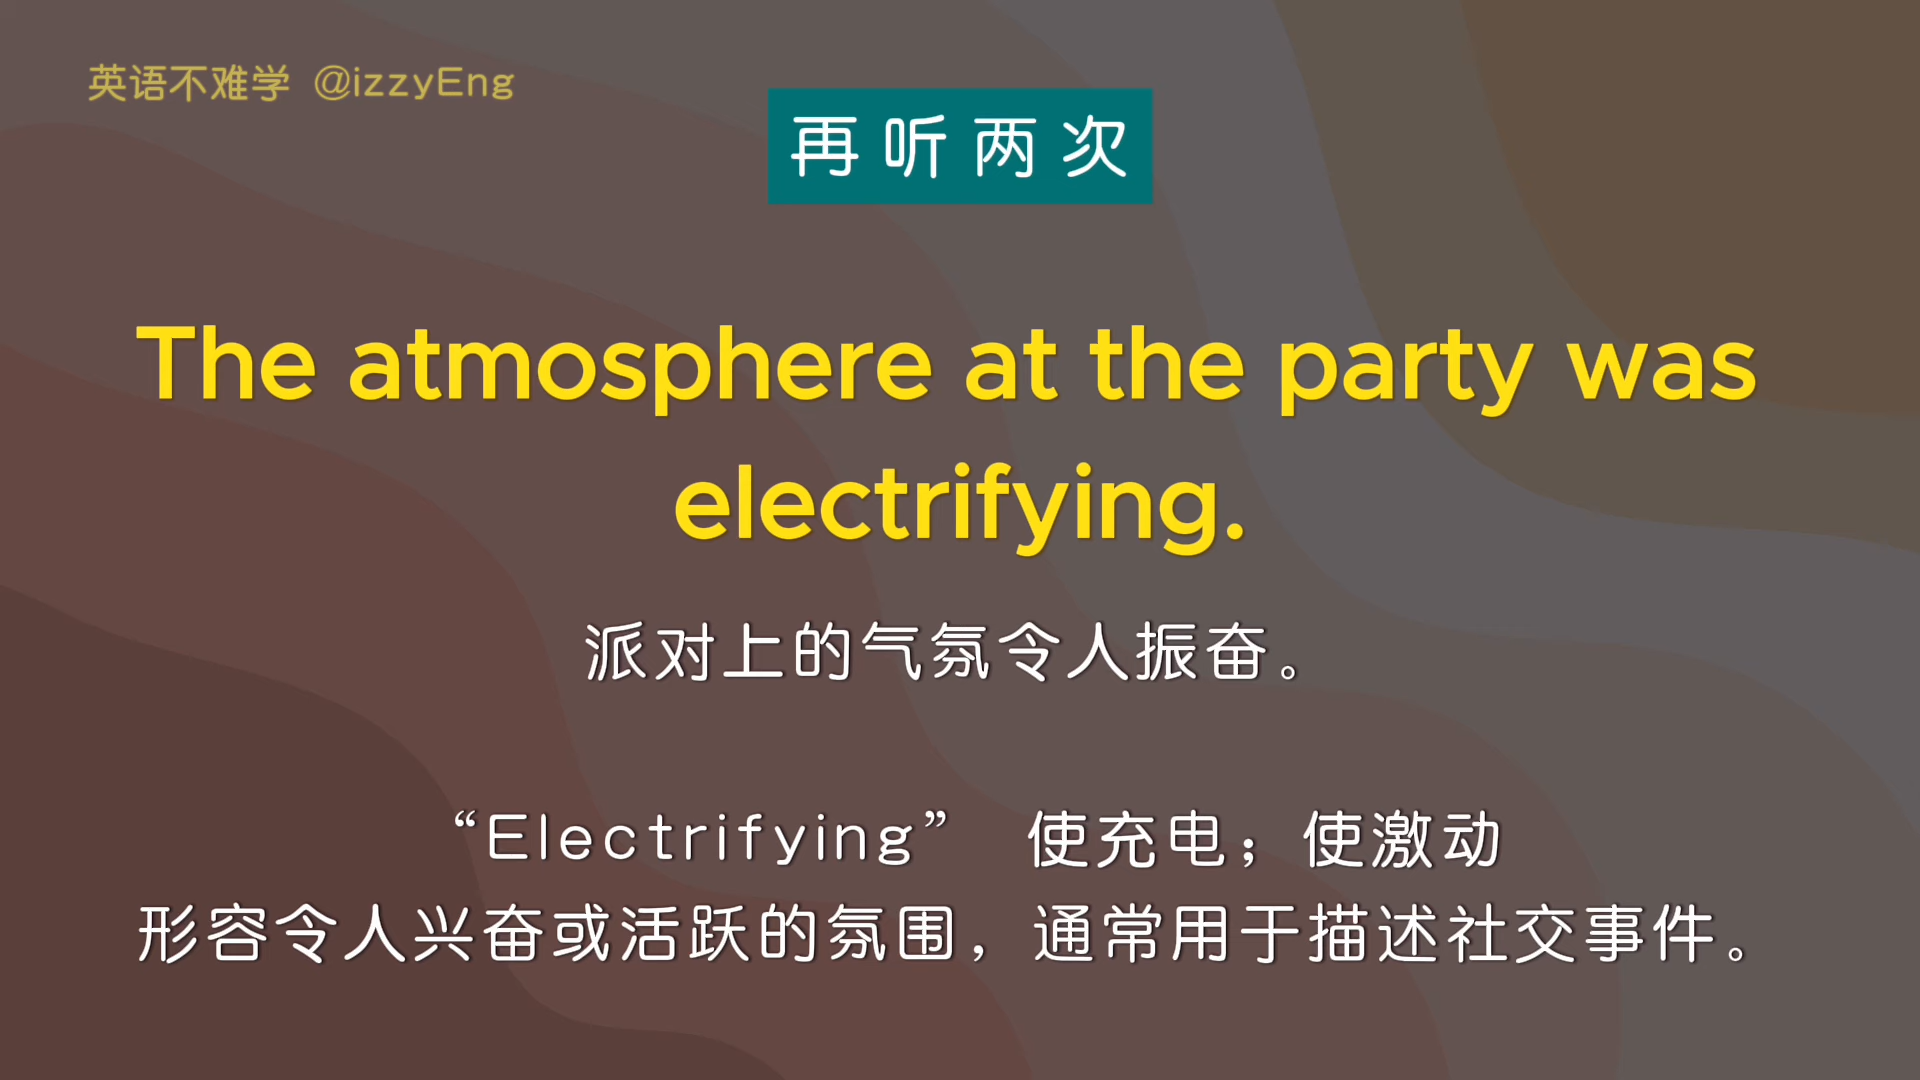 英语不难学 @izzyEng
再听两次
The atmosphere at the party was
electrifying.
派对上的气氛令人振奋。
“Electrifying” 使充电；使激动
形容令人兴奋或活跃的氛围，通常用于描述社交事件。